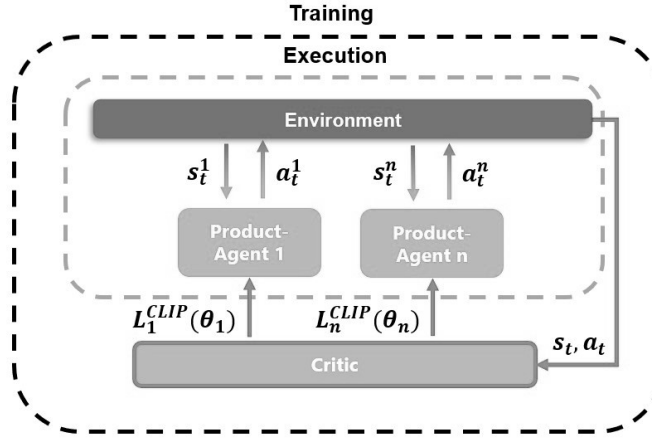 Training
Execution
Environment
s_t^1 a_t^1 s_t^n a_t^n
Product-
Agent 1
Product-
Agent n
L_1^{CLIP}(θ_1) L_n^{CLIP}(θ_n)
s_t, a_t
Critic